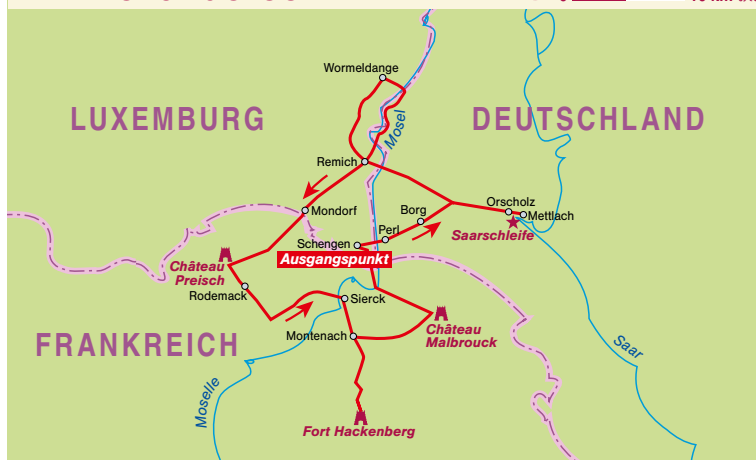 Wormeldange
LUXEMBURG
DEUTSCHLAND
Mosel
Remich
Mondorf
Borg
Orscholz
Mettlach
Perl
Saarschleife
Schengen
Ausgangspunkt
Château
Preisch
Rodemack
Sierck
Château
Malbrouck
Montenach
FRANKREICH
Saar
Moselle
Fort Hackenberg